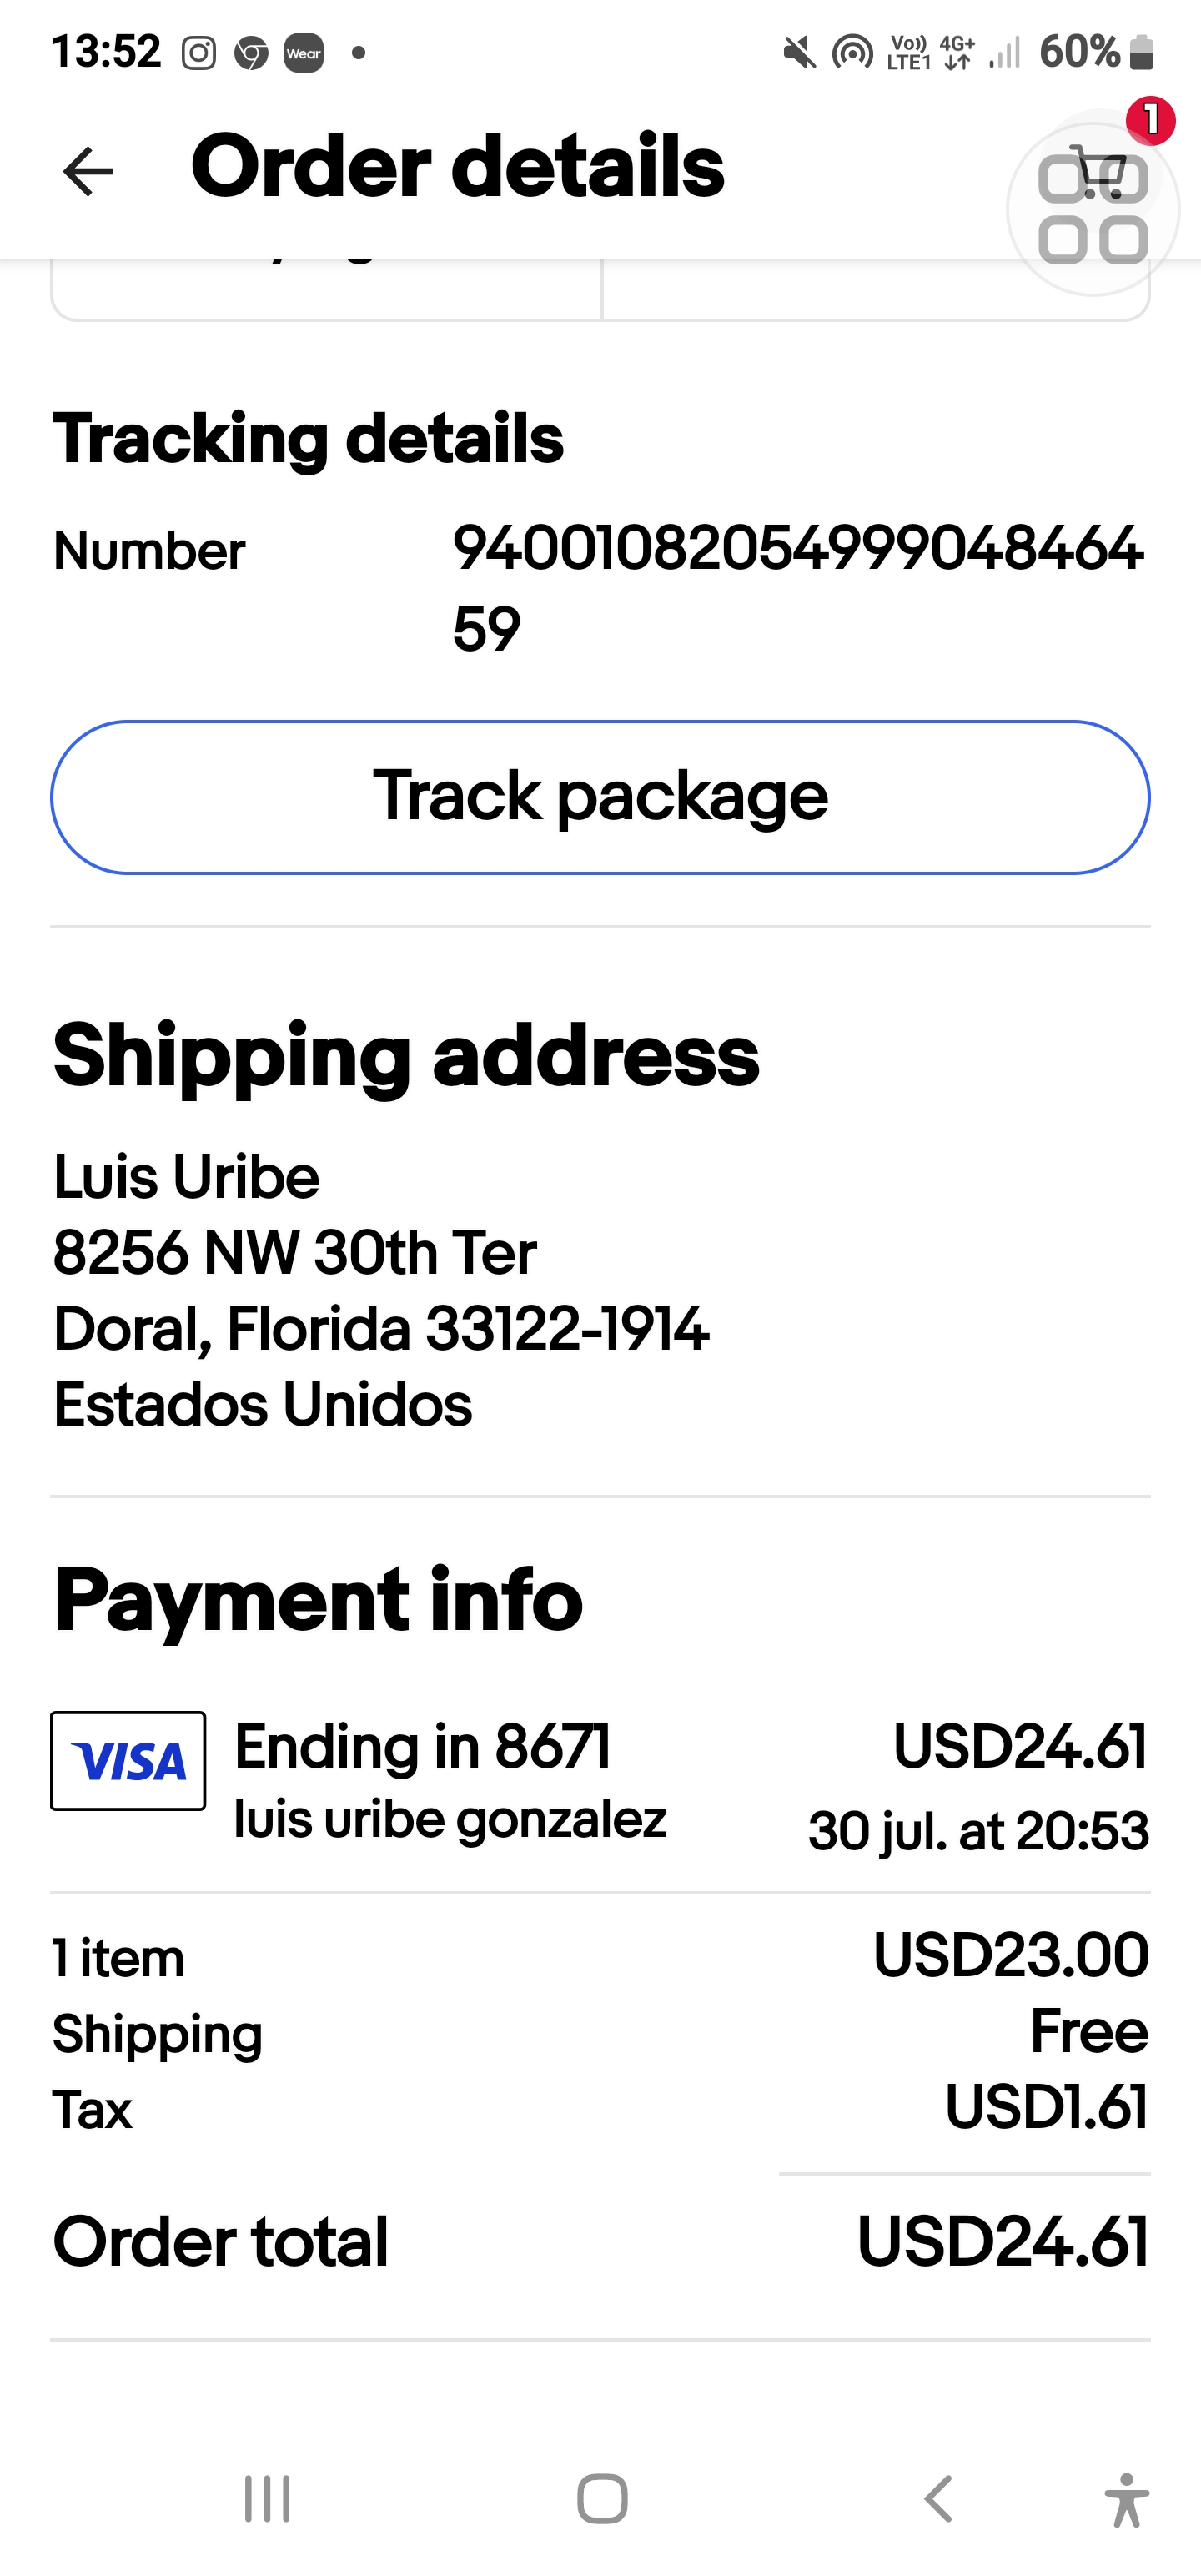 13:52
Wear
Vo))
LTE1
4G+
60%
1
Order details
Tracking details
Number
94001082054999048464
59
Track package
Shipping address
Luis Uribe
8256 NW 30th Ter
Doral, Florida 33122-1914
Estados Unidos
Payment info
VISA
Ending in 8671
USD24.61
luis uribe gonzalez
30 jul. at 20:53
1 item
USD23.00
Shipping
Free
Tax
USD1.61
Order total
USD24.61